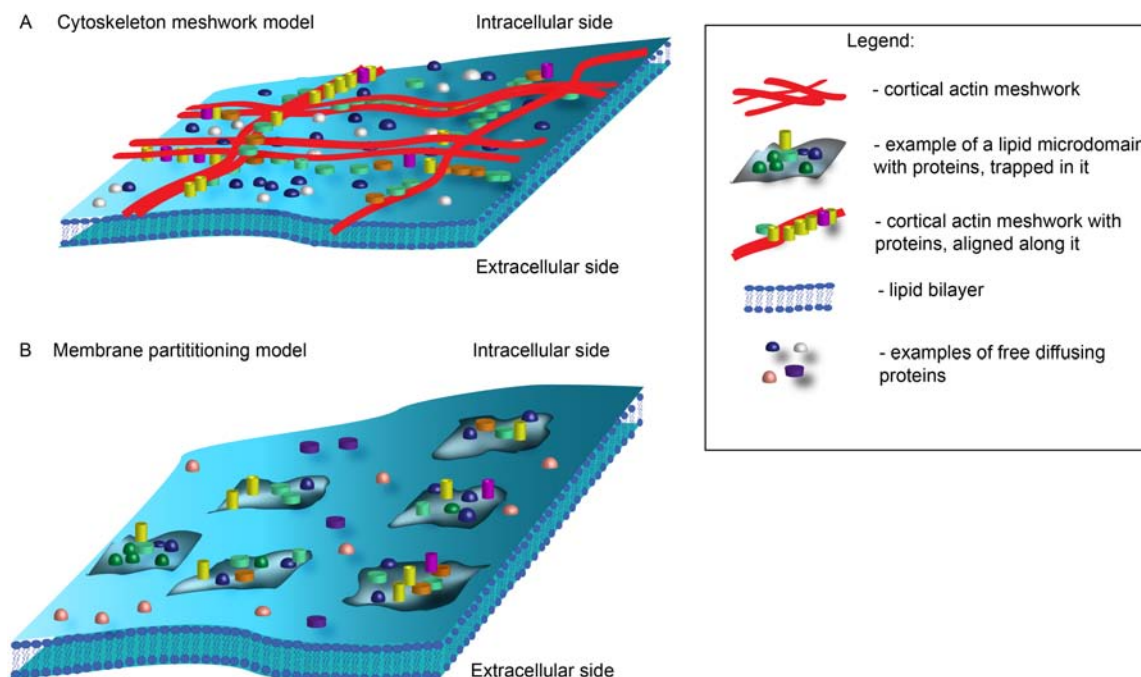 A Cytoskeleton meshwork model
Intracellular side
Extracellular side
B Membrane partititioning model
Intracellular side
Extracellular side
Legend:
- cortical actin meshwork
- example of a lipid microdomain
with proteins, trapped in it
- cortical actin meshwork with
proteins, aligned along it
- lipid bilayer
- examples of free diffusing
proteins